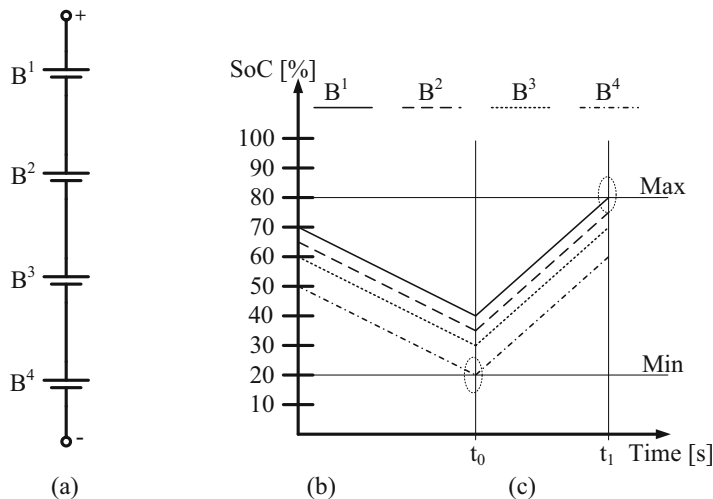 +
B¹
B²
B³
B⁴
-
(a)
SoC [%]
B¹ B² B³ B⁴
100
90
80
70
60
50
40
30
20
10
Max
Min
t₀ t₁ Time [s]
(b) (c)